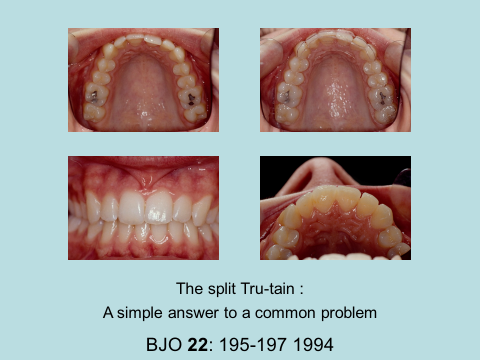 The split Tru-tain :
A simple answer to a common problem
BJO 22: 195-197 1994